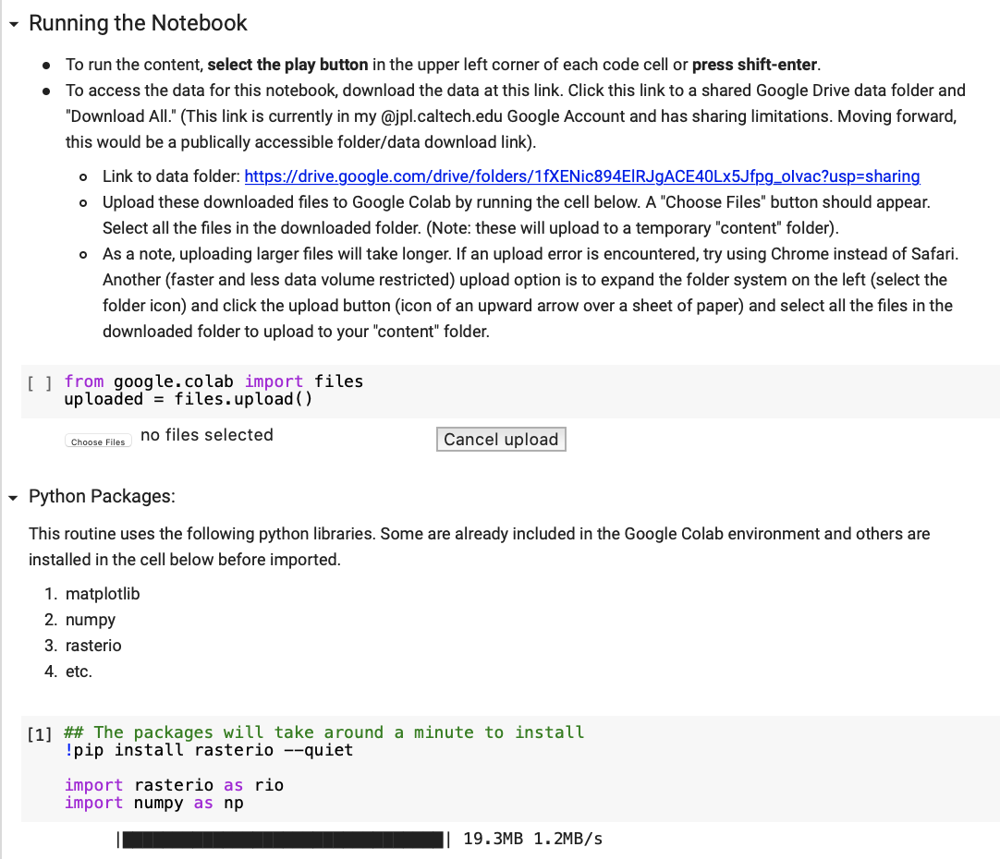 Running the Notebook
To run the content, select the play button in the upper left corner of each code cell or press shift-enter.
To access the data for this notebook, download the data at this link. Click this link to a shared Google Drive data folder and
"Download All." (This link is currently in my @jpl.caltech.edu Google Account and has sharing limitations. Moving forward,
this would be a publically accessible folder/data download link).
Link to data folder: https://drive.google.com/drive/folders/1fXENic894ElRJgACE40Lx5Jfpg_olvac?usp=sharing
Upload these downloaded files to Google Colab by running the cell below. A "Choose Files" button should appear.
Select all the files in the downloaded folder. (Note: these will upload to a temporary "content" folder).
As a note, uploading larger files will take longer. If an upload error is encountered, try using Chrome instead of Safari.
Another (faster and less data volume restricted) upload option is to expand the folder system on the left (select the
folder icon) and click the upload button (icon of an upward arrow over a sheet of paper) and select all the files in the
downloaded folder to upload to your "content" folder.
[ ] from google.colab import files
uploaded = files.upload()
Choose Files no files selected Cancel upload
Python Packages:
This routine uses the following python libraries. Some are already included in the Google Colab environment and others are
installed in the cell below before imported.
1. matplotlib
2. numpy
3. rasterio
4. etc.
[1] ## The packages will take around a minute to install
!pip install rasterio --quiet
import rasterio as rio
import numpy as np
|████████████████████████████████| 19.3MB 1.2MB/s